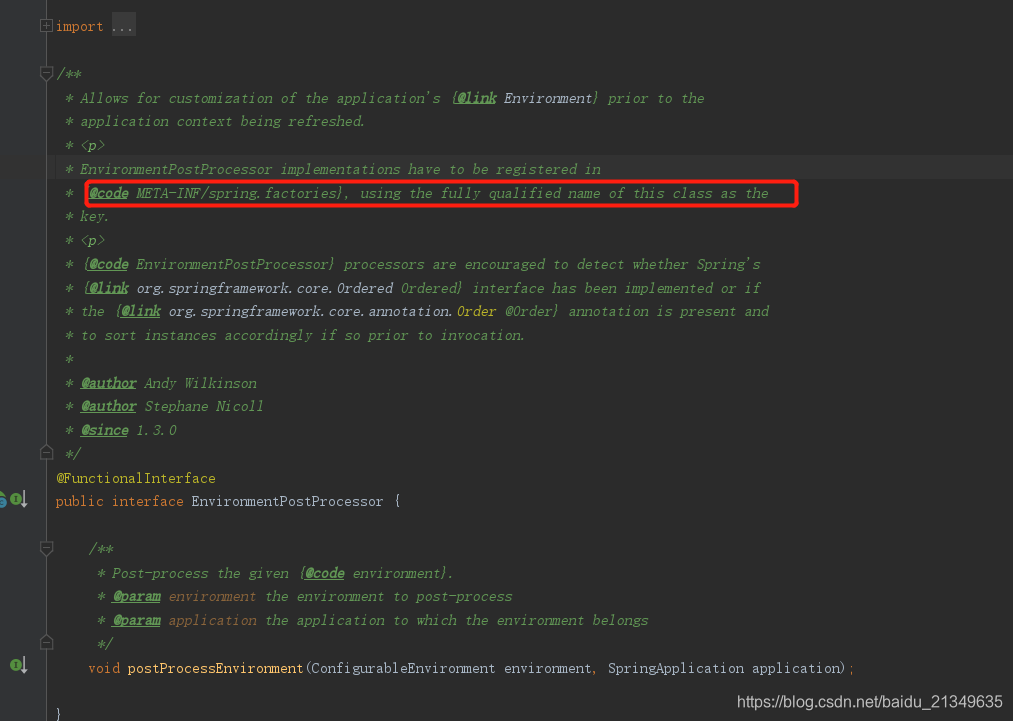 import ...
/**
* Allows for customization of the application's {@link Environment} prior to the
* application context being refreshed.
* <p>
* EnvironmentPostProcessor implementations have to be registered in
* {@code META-INF/spring.factories}, using the fully qualified name of this class as the
* key.
* <p>
* {@code EnvironmentPostProcessor} processors are encouraged to detect whether Spring's
* {@link org.springframework.core.Ordered Ordered} interface has been implemented or if
* the {@link org.springframework.core.annotation.Order @Order} annotation is present and
* to sort instances accordingly if so prior to invocation.
*
* @author Andy Wilkinson
* @author Stephane Nicoll
* @since 1.3.0
*/
@FunctionalInterface
public interface EnvironmentPostProcessor {
/**
* Post-process the given {@code environment}.
* @param environment the environment to post-process
* @param application the application to which the environment belongs
*/
void postProcessEnvironment(ConfigurableEnvironment environment, SpringApplication application);
}
https://blog.csdn.net/baidu_21349635